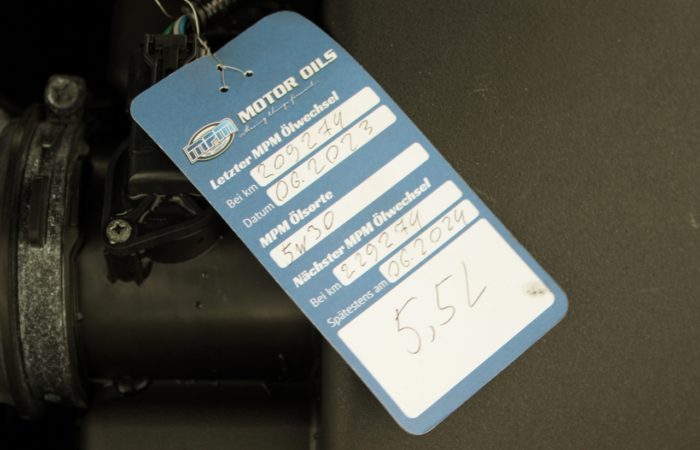 mpm MOTOR OILS
Letzter MPM Ölwechsel
Bei km 209274
Datum 06.2023
MPM Ölsorte
5W30
Nächster MPM Ölwechsel
Bei km 229274
Spätestens am 06.2024
5,5L